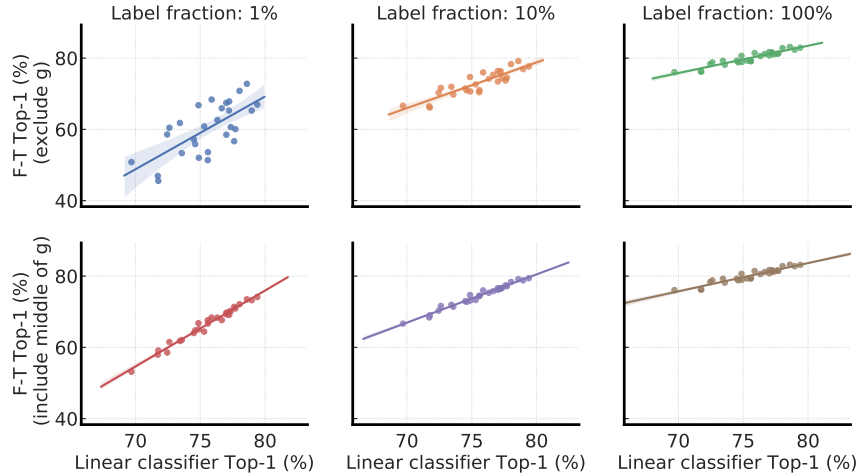 Label fraction: 1%
Label fraction: 10%
Label fraction: 100%
F-T Top-1 (%)
(exclude g)
80
60
40
F-T Top-1 (%)
(include middle of g)
80
60
40
70 75 80
70 75 80
70 75 80
Linear classifier Top-1 (%)
Linear classifier Top-1 (%)
Linear classifier Top-1 (%)